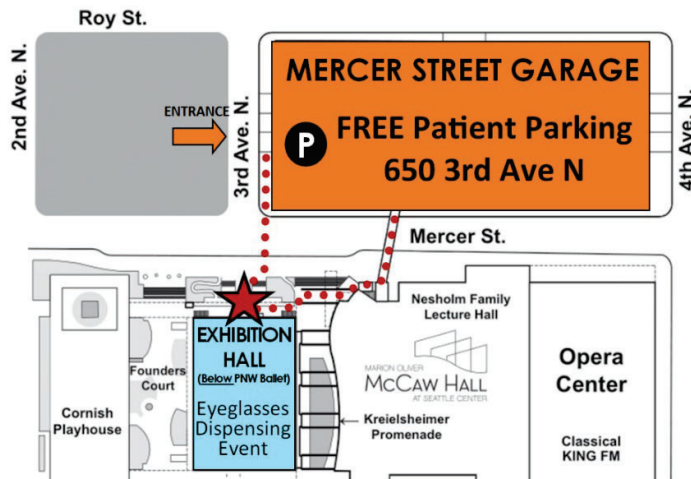 Roy St.
2nd Ave. N.
ENTRANCE
3rd Ave. N.
MERCER STREET GARAGE
P
FREE Patient Parking
650 3rd Ave N
4th Ave. N.
Mercer St.
EXHIBITION
HALL
(Below PNW Ballet)
Eyeglasses
Dispensing
Event
Founders
Court
Cornish
Playhouse
Nesholm Family
Lecture Hall
MARION OLIVER
McCAW HALL
AT SEATTLE CENTER
Kreielsheimer
Promenade
Opera
Center
Classical
KING FM